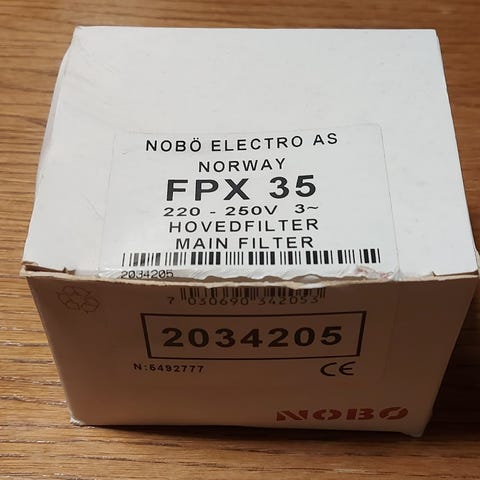 NOBÖ ELECTRO AS
NORWAY
FPX 35
220 - 250V 3~
HOVEDFILTER
MAIN FILTER
2034205
7 030690 342053
2034205
N:5492777
CE
NOBØ